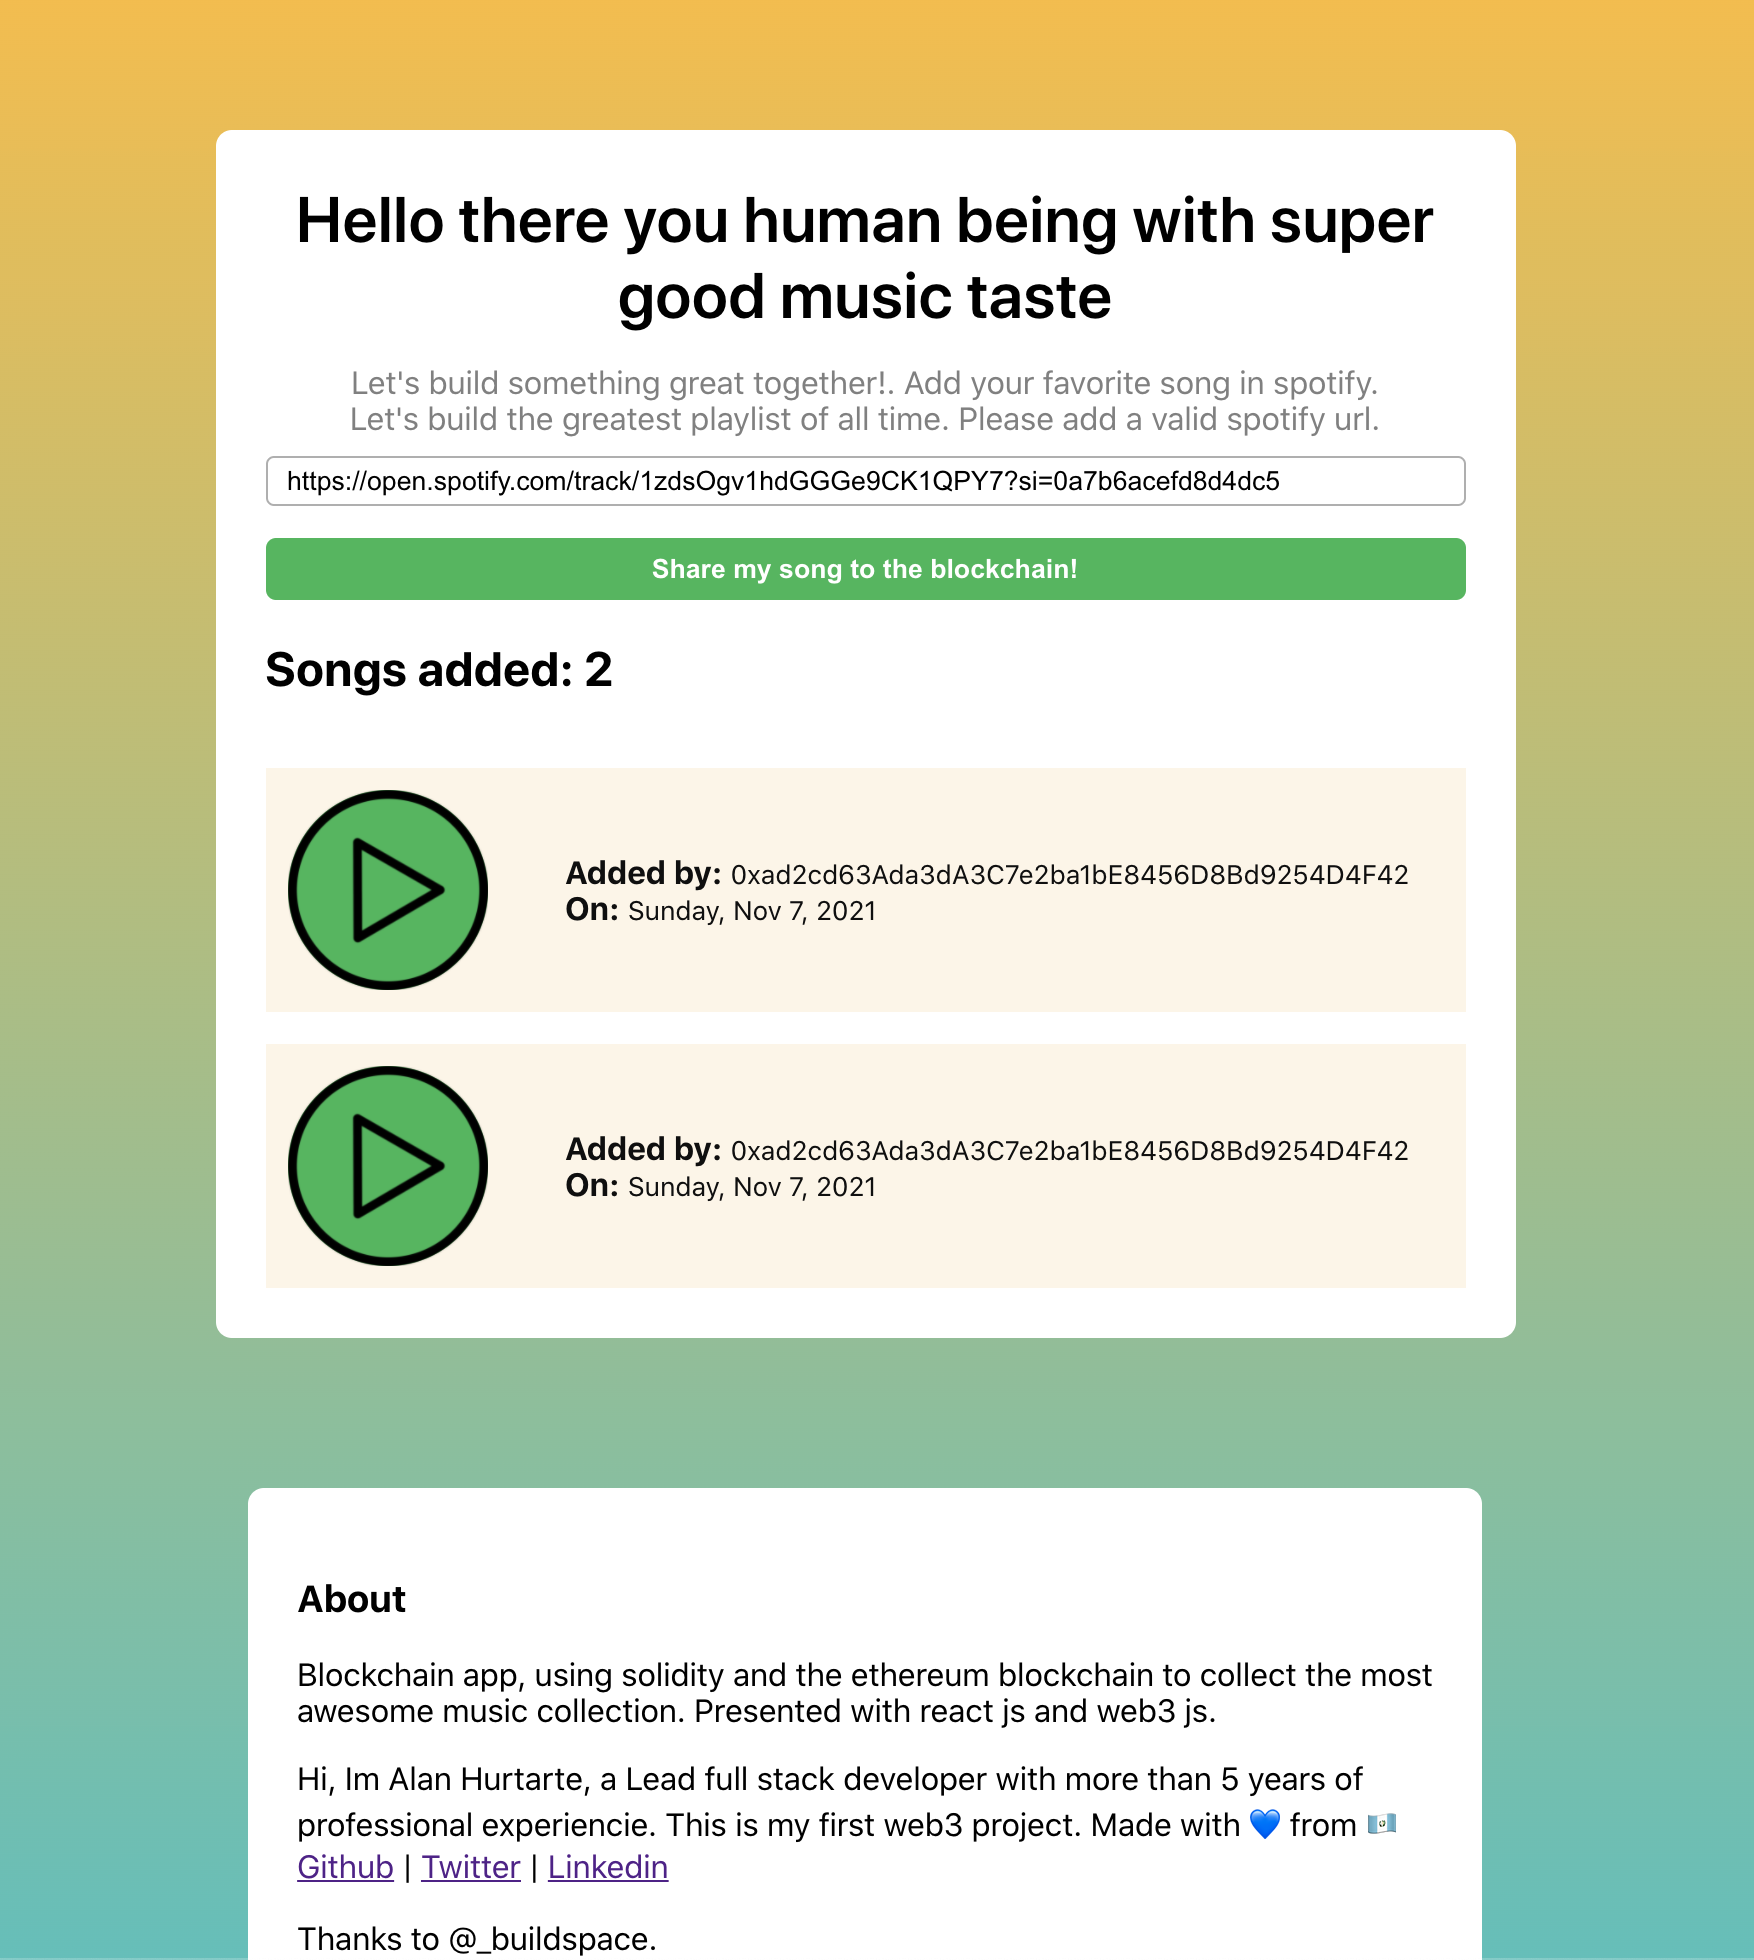 Hello there you human being with super
good music taste
Let's build something great together!. Add your favorite song in spotify.
Let's build the greatest playlist of all time. Please add a valid spotify url.
https://open.spotify.com/track/1zdsOgv1hdGGGe9CK1QPY7?si=0a7b6acefd8d4dc5
Share my song to the blockchain!
Songs added: 2
Added by: 0xad2cd63Ada3dA3C7e2ba1bE8456D8Bd9254D4F42
On: Sunday, Nov 7, 2021
Added by: 0xad2cd63Ada3dA3C7e2ba1bE8456D8Bd9254D4F42
On: Sunday, Nov 7, 2021
About
Blockchain app, using solidity and the ethereum blockchain to collect the most
awesome music collection. Presented with react js and web3 js.
Hi, Im Alan Hurtarte, a Lead full stack developer with more than 5 years of
professional experiencie. This is my first web3 project. Made with 💙 from 🇬🇹
Github | Twitter | Linkedin
Thanks to @_buildspace.